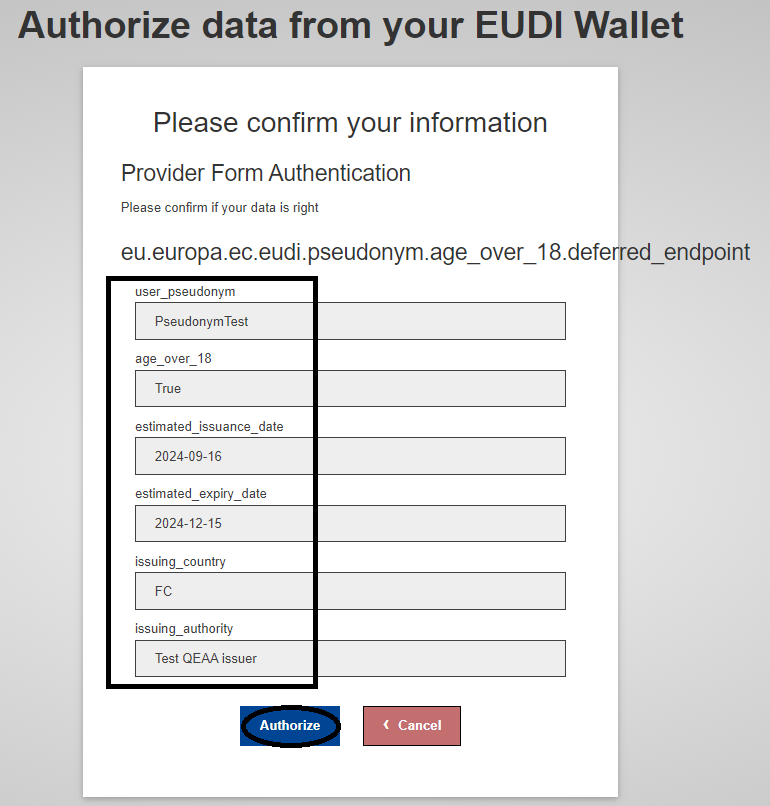 Authorize data from your EUDI Wallet
Please confirm your information
Provider Form Authentication
Please confirm if your data is right
eu.europa.ec.eudi.pseudonym.age_over_18.deferred_endpoint
user_pseudonym
PseudonymTest
age_over_18
True
estimated_issuance_date
2024-09-16
estimated_expiry_date
2024-12-15
issuing_country
FC
issuing_authority
Test QEAA issuer
Authorize
‹ Cancel